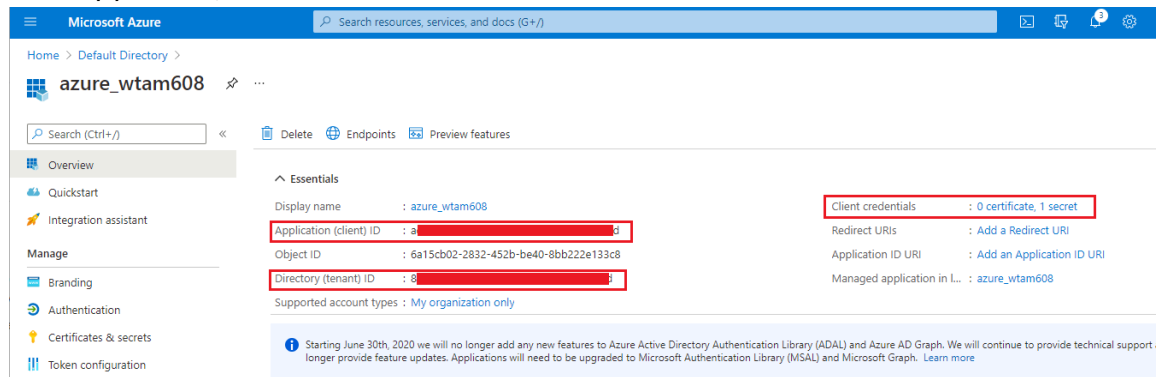 Microsoft Azure
Search resources, services, and docs (G+/)
3
Home > Default Directory >
azure_wtam608
...
Search (Ctrl+/)
«
Delete
Endpoints
Preview features
Overview
Quickstart
Integration assistant
Manage
Branding
Authentication
Certificates & secrets
Token configuration
Essentials
Display name : azure_wtam608
Application (client) ID : a d
Object ID : 6a15cb02-2832-452b-be40-8bb222e133c8
Directory (tenant) ID : 8
Supported account types : My organization only
Client credentials : 0 certificate, 1 secret
Redirect URIs : Add a Redirect URI
Application ID URI : Add an Application ID URI
Managed application in l... : azure_wtam608
Starting June 30th, 2020 we will no longer add any new features to Azure Active Directory Authentication Library (ADAL) and Azure AD Graph. We will continue to provide technical support
longer provide feature updates. Applications will need to be upgraded to Microsoft Authentication Library (MSAL) and Microsoft Graph. Learn more